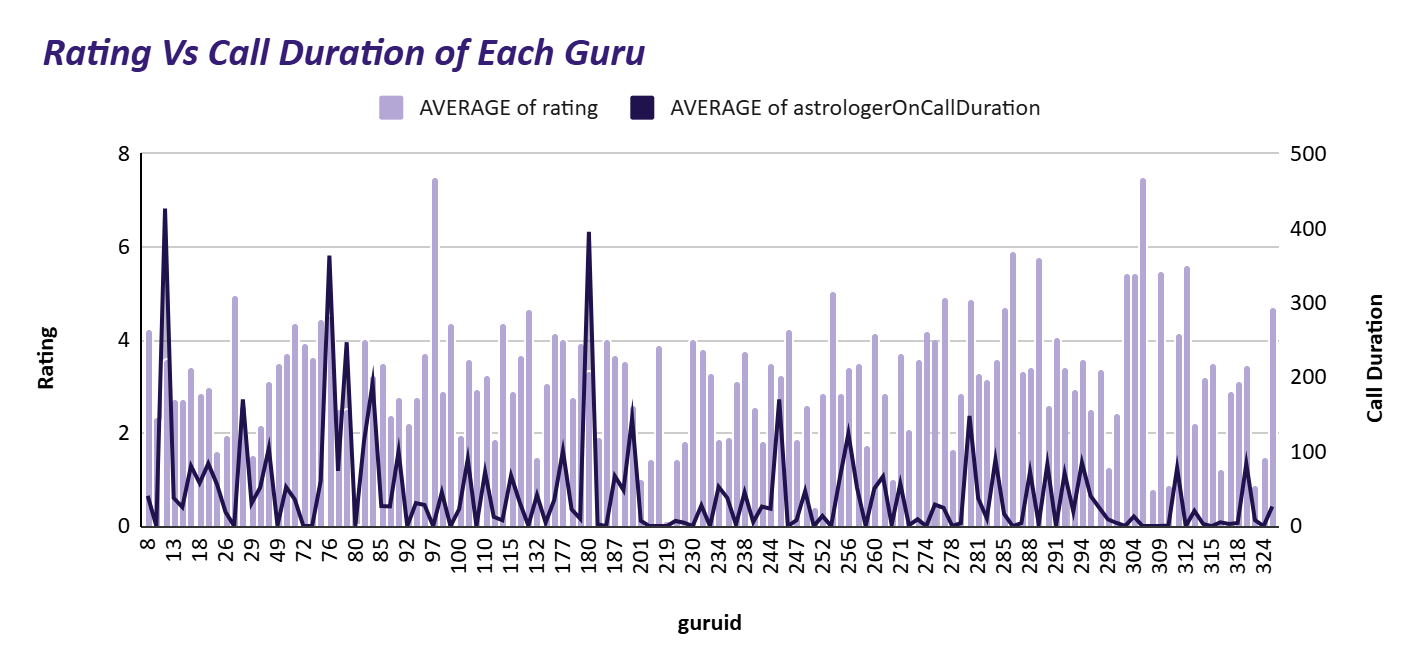 Rating Vs Call Duration of Each Guru
AVERAGE of rating AVERAGE of astrologerOnCallDuration
8 500
400
6
300
4
200
2
100
0 0
Rating
Call Duration
8 13 18 26 29 49 72 76 80 85 92 97 100 110 115 132 177 180 187 201 219 230 234 238 244 247 252 256 260 271 274 278 281 285 288 291 294 298 304 309 312 315 318 324
guruid